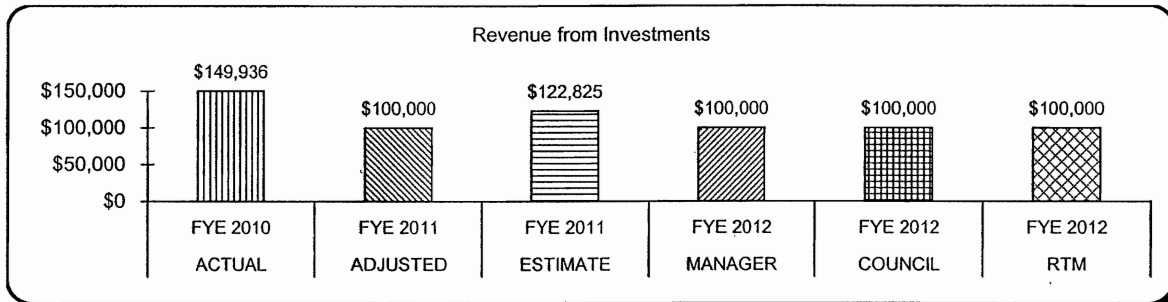 Revenue from Investments
$149,936
$122,825
$150,000
$100,000 $100,000 $100,000 $100,000
$100,000
$50,000
$0
FYE 2010 FYE 2011 FYE 2011 FYE 2012 FYE 2012 FYE 2012
ACTUAL ADJUSTED ESTIMATE MANAGER COUNCIL RTM